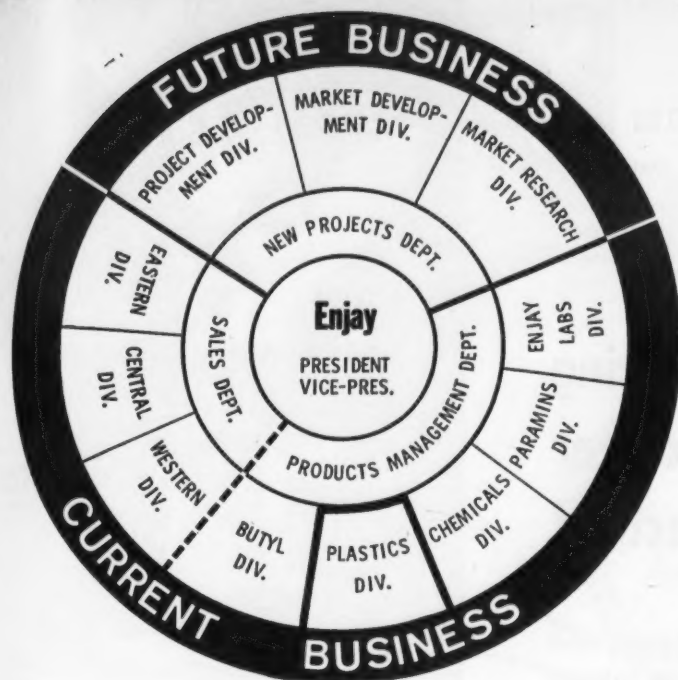 FUTURE BUSINESS
PROJECT DEVELOP-
MENT DIV.
MARKET DEVELOP-
MENT DIV.
MARKET RESEARCH
DIV.
NEW PROJECTS DEPT.
Enjay
PRESIDENT
VICE-PRES.
SALES DEPT.
EASTERN
DIV.
CENTRAL
DIV.
WESTERN
DIV.
PRODUCTS MANAGEMENT DEPT.
ENJAY
LABS
DIV.
PARAMINS
DIV.
CHEMICALS
DIV.
PLASTICS
DIV.
BUTYL
DIV.
CURRENT BUSINESS